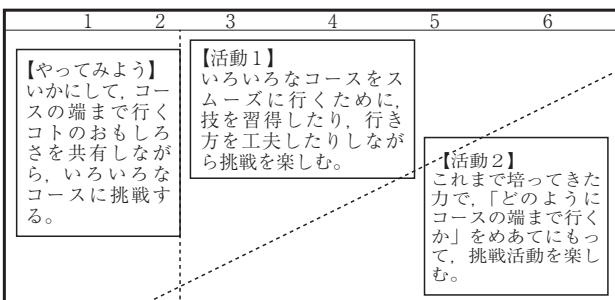 1 2 3 4 5 6
【やってみよう】
いかにして，コー
スの端まで行く
コトのおもしろ
さを共有しなが
ら，いろいろな
コースに挑戦す
る。
【活動１】
いろいろなコースをス
ムーズに行くために，
技を習得したり，行き
方を工夫したりしなが
ら挑戦を楽しむ。
【活動２】
これまで培ってきた
力で，「どのように
コースの端まで行く
か」をめあてにもっ
て，挑戦活動を楽し
む。